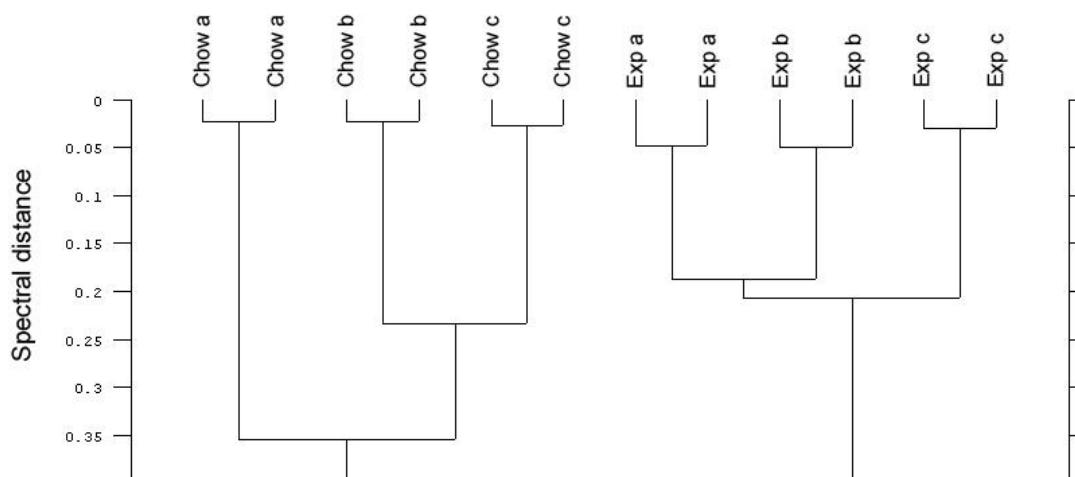 Chow a
Chow a
Chow b
Chow b
Chow c
Chow c
Exp a
Exp a
Exp b
Exp b
Exp c
Exp c
Spectral distance
0
0.05
0.1
0.15
0.2
0.25
0.3
0.35